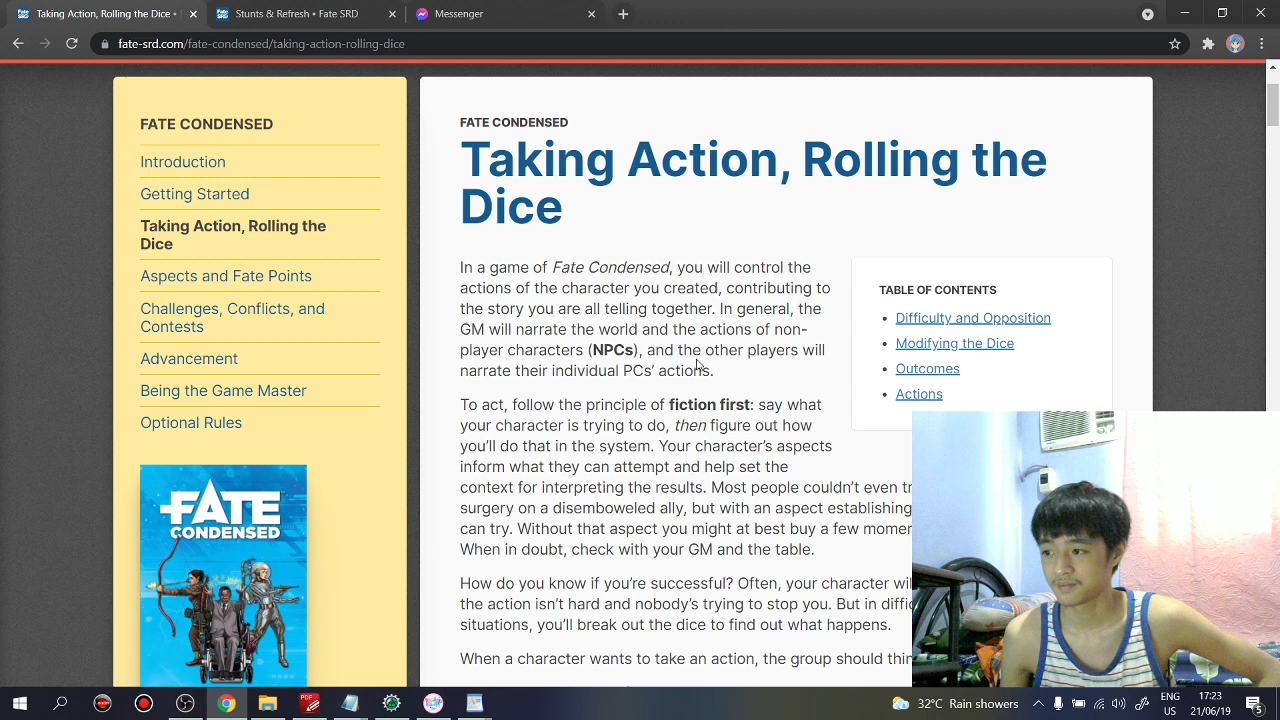 Taking Action, Rolling the Dice •
Stunts & Refresh • Fate SRD
Messenger
fate-srd.com/fate-condensed/taking-action-rolling-dice
FATE CONDENSED
Introduction
Getting Started
Taking Action, Rolling the
Dice
Aspects and Fate Points
Challenges, Conflicts, and
Contests
Advancement
Being the Game Master
Optional Rules
FATE
CONDENSED
FATE CONDENSED
Taking Action, Rolling the
Dice
In a game of Fate Condensed, you will control the
actions of the character you created, contributing to
the story you are all telling together. In general, the
GM will narrate the world and the actions of non-
player characters (NPCs), and the other players will
narrate their individual PCs’ actions.
To act, follow the principle of fiction first: say what
your character is trying to do, then figure out how
you’ll do that in the system. Your character’s aspects
inform what they can attempt and help set the
context for interpreting the results. Most people couldn’t even tr
surgery on a disemboweled ally, but with an aspect establishing
can try. Without that aspect you might at best buy a few momen
When in doubt, check with your GM and the table.
How do you know if you’re successful? Often, your character wil
the action isn’t hard and nobody’s trying to stop you. But in diffic
situations, you’ll break out the dice to find out what happens.
When a character wants to take an action, the group should thin
TABLE OF CONTENTS
• Difficulty and Opposition
• Modifying the Dice
• Outcomes
• Actions
PDF
32°C Rain showers
ENG
US
17:23
21/06/19
5